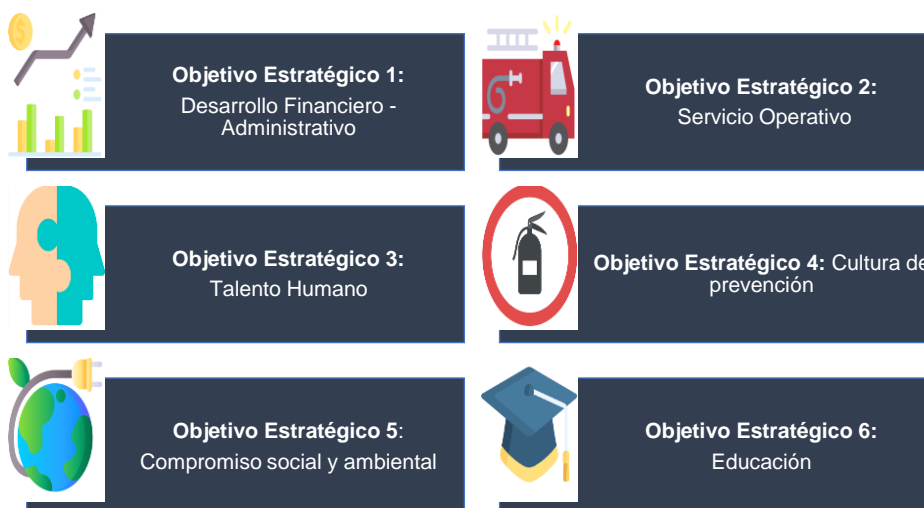 Objetivo Estratégico 1:
Desarrollo Financiero -
Administrativo
Objetivo Estratégico 2:
Servicio Operativo
Objetivo Estratégico 3:
Talento Humano
Objetivo Estratégico 4: Cultura de
prevención
Objetivo Estratégico 5:
Compromiso social y ambiental
Objetivo Estratégico 6:
Educación